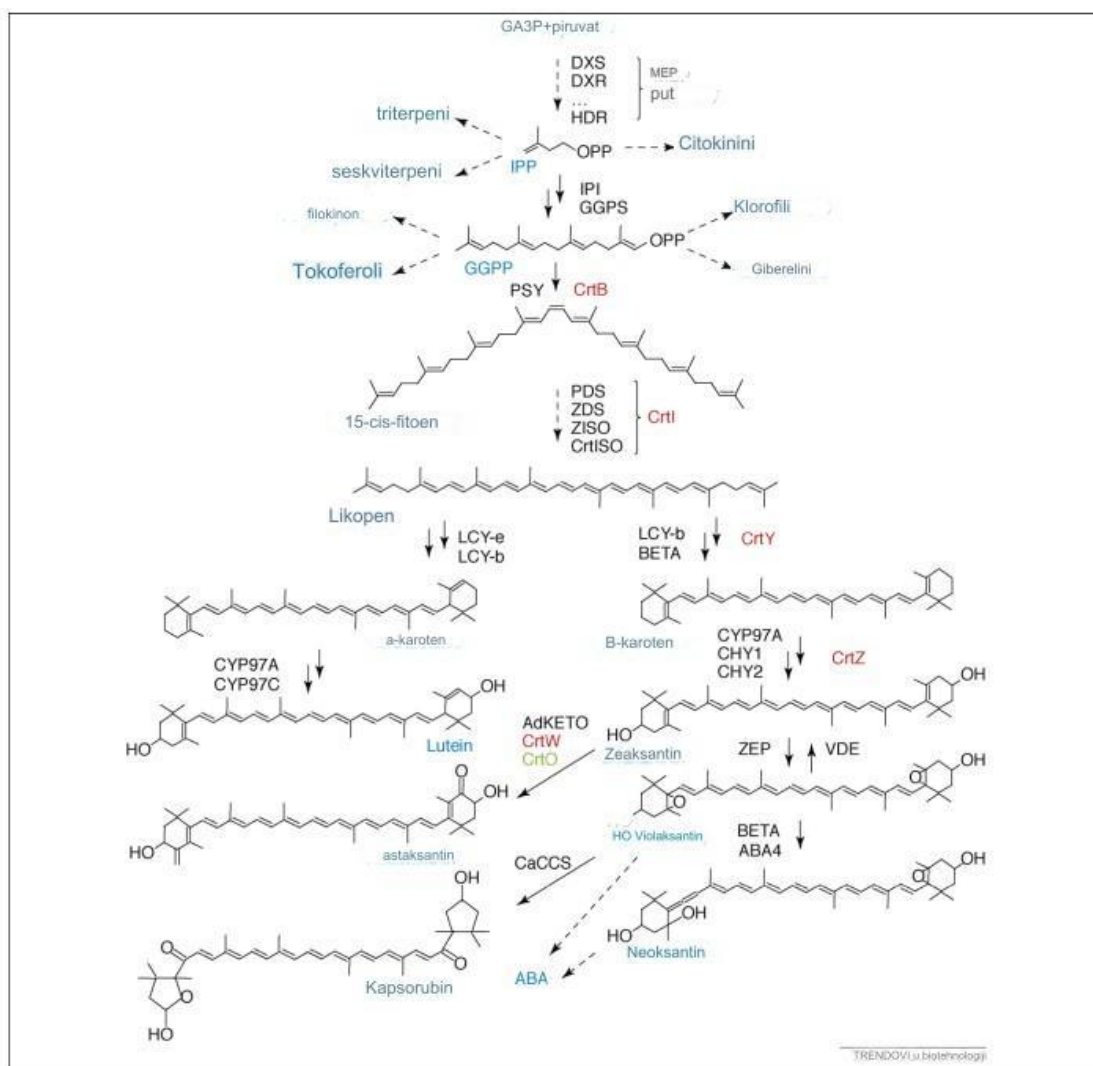 GA3P+piruvat
DXS
DXR
...
HDR
MEP
put
triterpeni
OPP
Citokinini
seskviterpeni
IPP
IPI
GGPS
filokinon
Klorofili
OPP
Tokoferoli
GGPP
Giberelini
PSY
CrtB
PDS
ZDS
ZISO
CrtISO
CrtI
15-cis-fitoen
Likopen
LCY-e
LCY-b
LCY-b
BETA
CrtY
a-karoten
B-karoten
CYP97A
CYP97C
CYP97A
CHY1
CHY2
CrtZ
OH
OH
HO
Lutein
AdKETO
CrtW
CrtO
HO
Zeaksantin
ZEP
VDE
O
OH
O
OH
O
HO
astaksantin
HO Violaksantin
BETA
ABA4
CaCCS
OH
O
OH
OH
HO
Neoksantin
O
O
Kapsorubin
ABA
O
HO
TRENDOVI u biotehnologiji